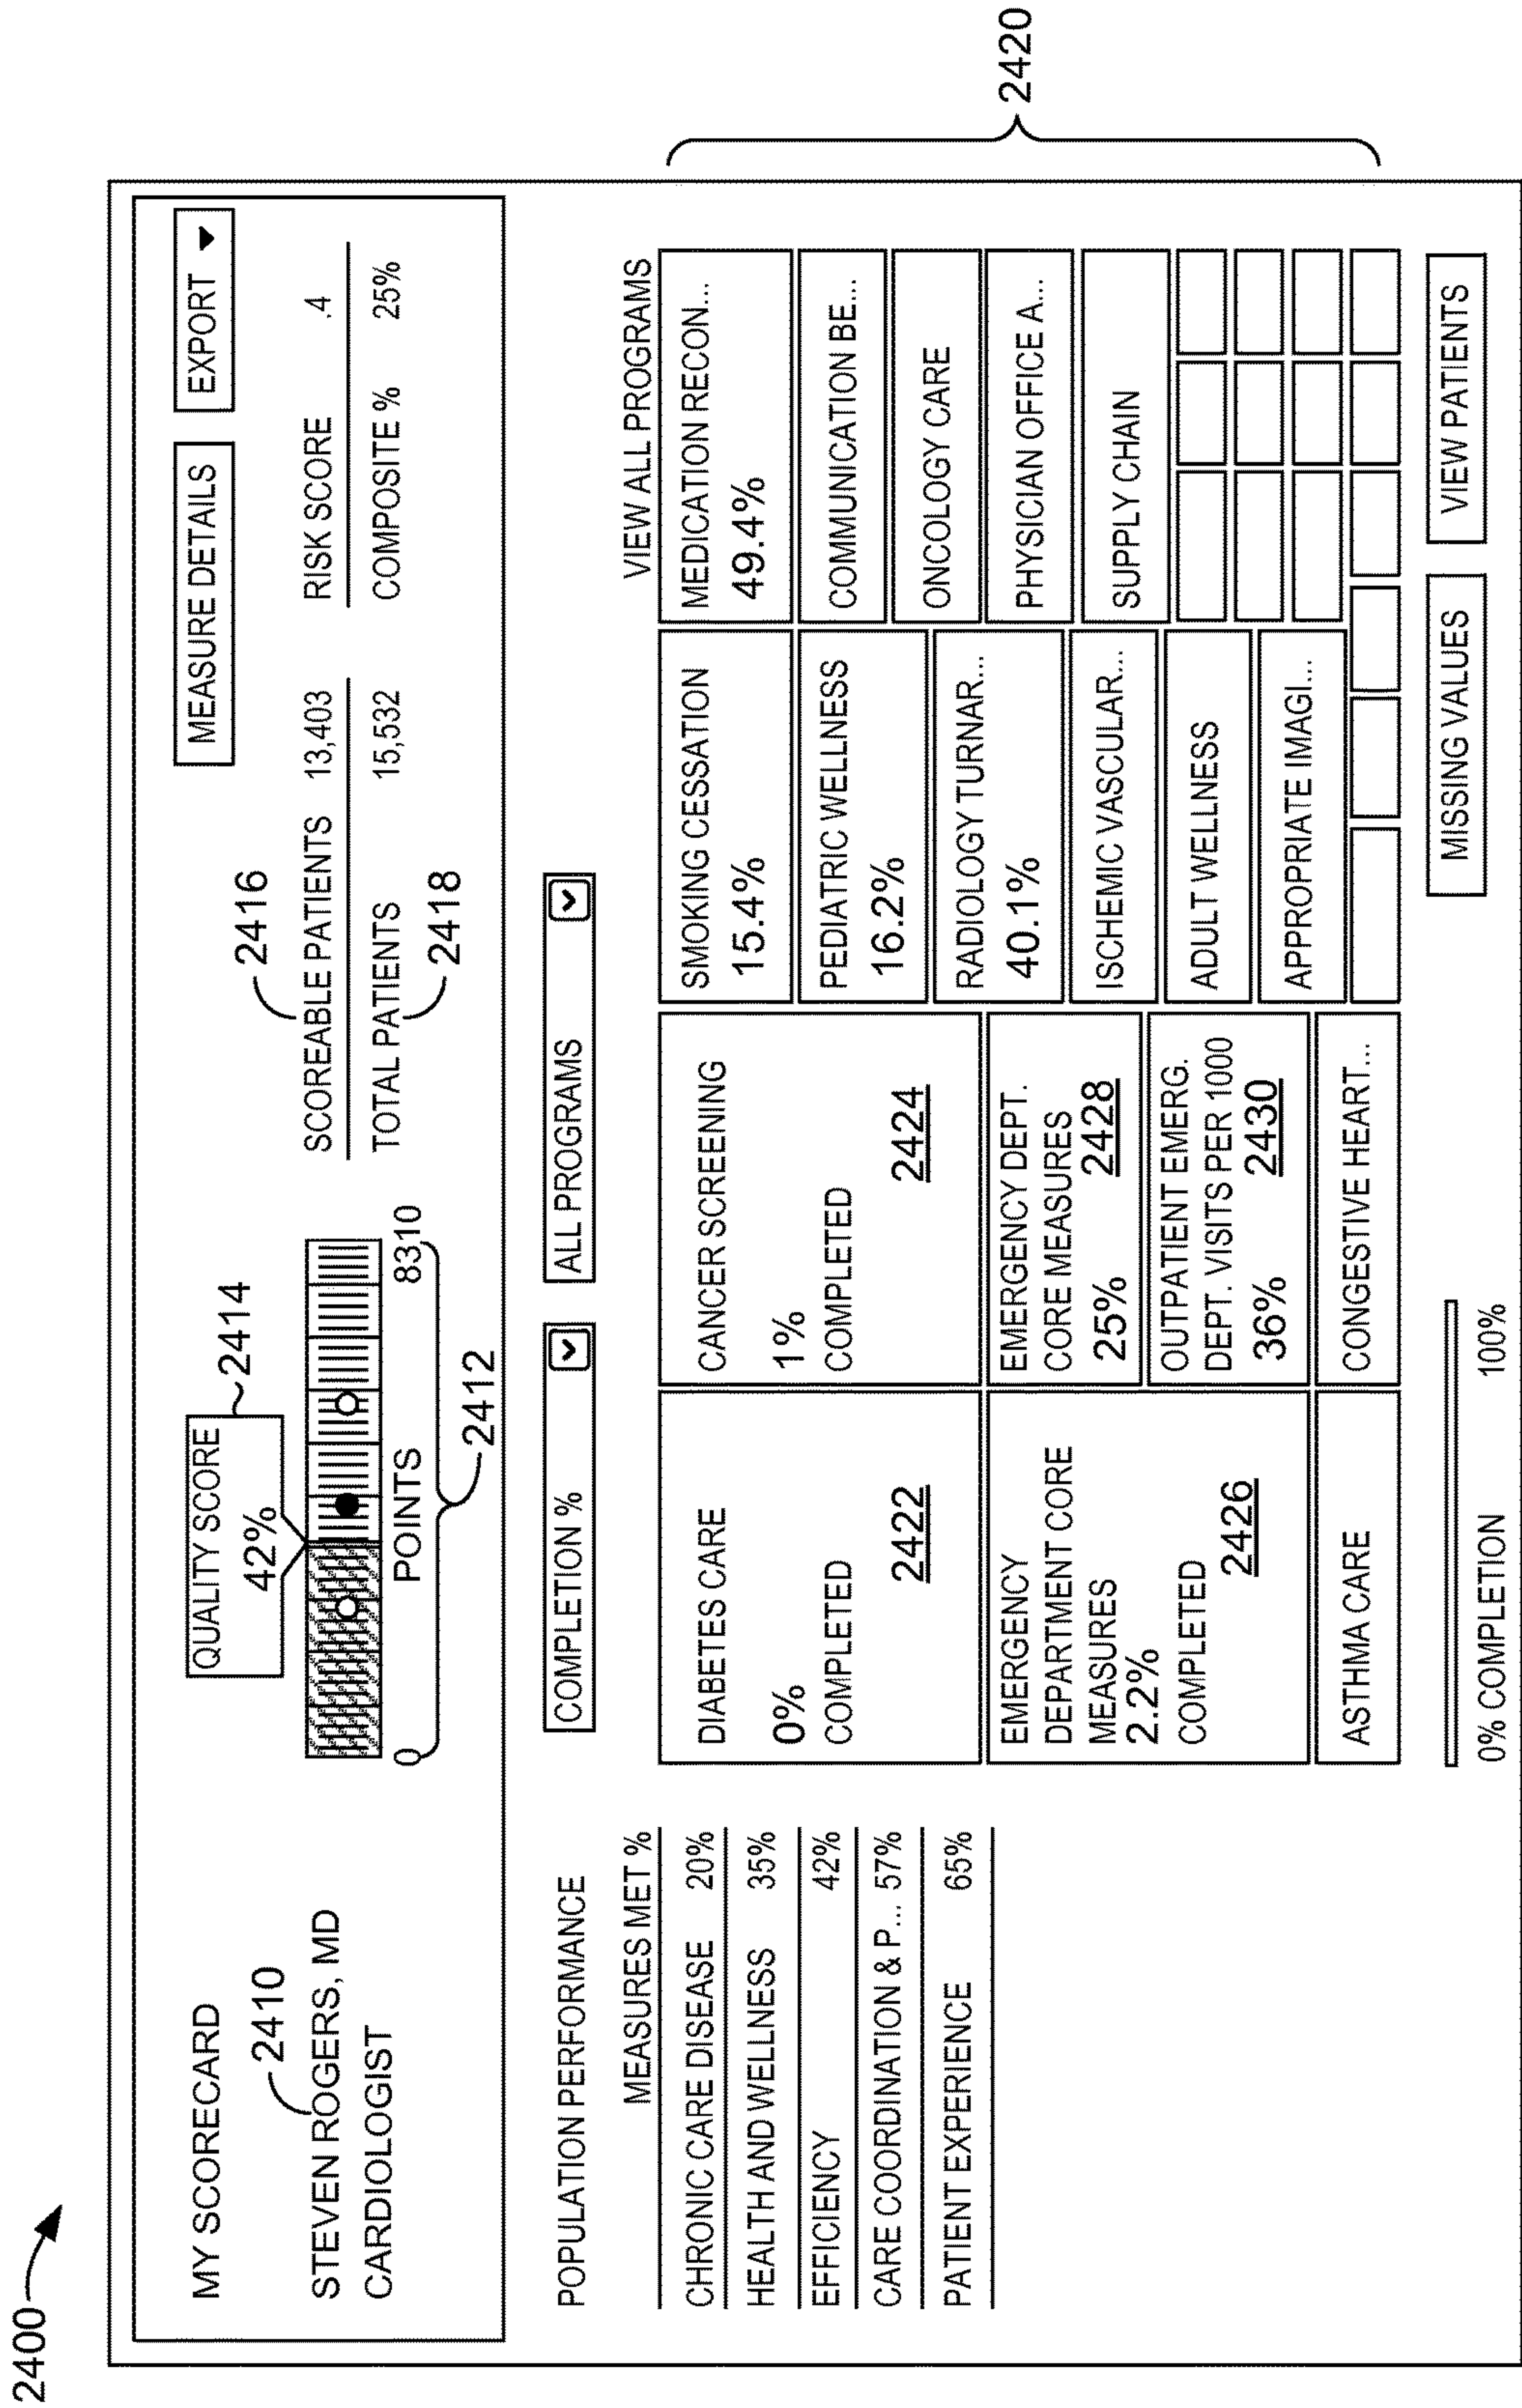 2400
MY SCORECARD
2410
STEVEN ROGERS, MD
CARDIOLOGIST
QUALITY SCORE
42%
2414
0
POINTS
8310
2412
2416
SCOREABLE PATIENTS 13,403
TOTAL PATIENTS 15,532
2418
MEASURE DETAILS
EXPORT
RISK SCORE .4
COMPOSITE % 25%
POPULATION PERFORMANCE
MEASURES MET %
CHRONIC CARE DISEASE 20%
HEALTH AND WELLNESS 35%
EFFICIENCY 42%
CARE COORDINATION & P... 57%
PATIENT EXPERIENCE 65%
COMPLETION %
ALL PROGRAMS
VIEW ALL PROGRAMS
DIABETES CARE
0%
COMPLETED
2422
CANCER SCREENING
1%
COMPLETED
2424
EMERGENCY
DEPARTMENT CORE
MEASURES
2.2%
COMPLETED
2426
EMERGENCY DEPT.
CORE MEASURES
25% 2428
OUTPATIENT EMERG.
DEPT. VISITS PER 1000
36% 2430
ASTHMA CARE
CONGESTIVE HEART...
SMOKING CESSATION
15.4%
PEDIATRIC WELLNESS
16.2%
RADIOLOGY TURNAR...
40.1%
ISCHEMIC VASCULAR...
ADULT WELLNESS
APPROPRIATE IMAGI...
MEDICATION RECON...
49.4%
COMMUNICATION BE...
ONCOLOGY CARE
PHYSICIAN OFFICE A...
SUPPLY CHAIN
2420
0% COMPLETION 100%
MISSING VALUES
VIEW PATIENTS